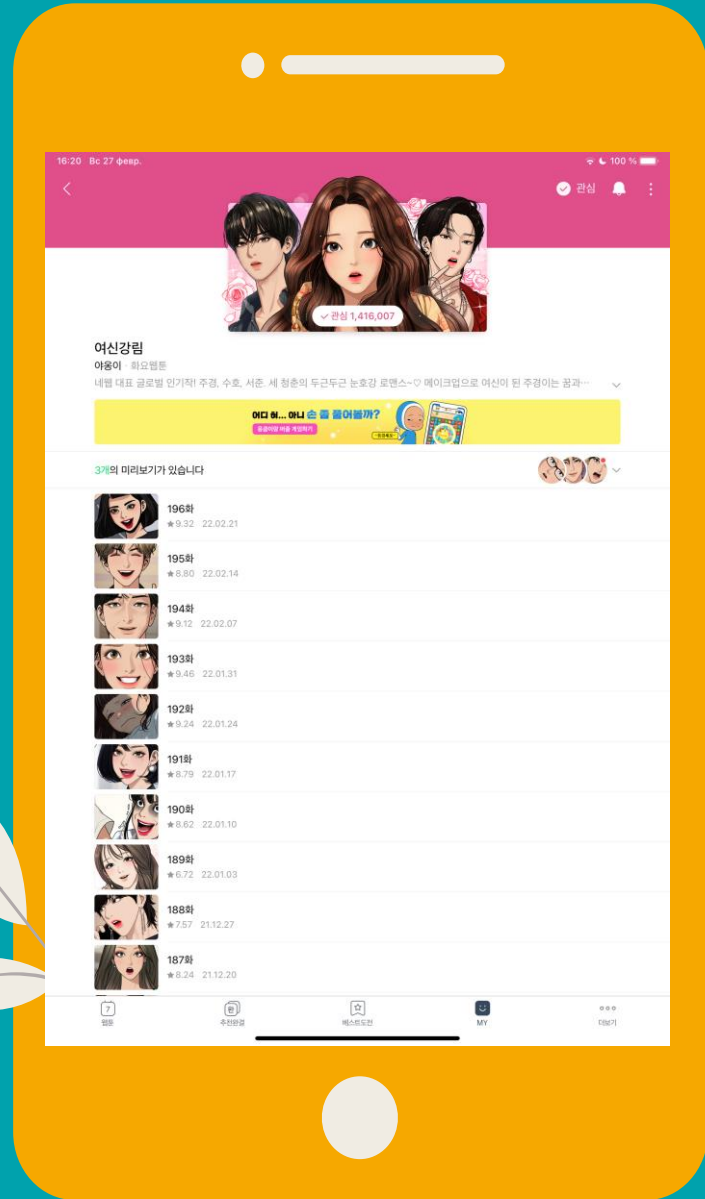 16:20 Вс 27 февр. 100 %
관심
관심 1,416,007
여신강림
야옹이 · 화요웹툰
네웹 대표 글로벌 인기작! 주경, 수호, 서준. 세 청춘의 두근두근 눈호강 로맨스~♡ 메이크업으로 여신이 된 주경이는 꿈과…
어디 혀... 아니 손 좀 풀어볼까?
3개의 미리보기가 있습니다
196화
★9.32 22.02.21
195화
★8.80 22.02.14
194화
★9.12 22.02.07
193화
★9.46 22.01.31
192화
★9.24 22.01.24
191화
★8.79 22.01.17
190화
★8.62 22.01.10
189화
★6.72 22.01.03
188화
★7.57 21.12.27
187화
★8.24 21.12.20
7 완
웹툰 추천완결 베스트도전 MY 더보기